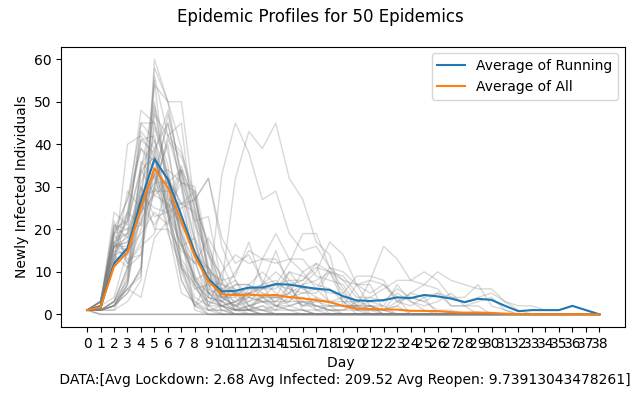 Epidemic Profiles for 50 Epidemics
60
50
40
30
20
10
0
Newly Infected Individuals
Average of Running
Average of All
0 1 2 3 4 5 6 7 8 9 10 11 12 13 14 15 16 17 18 19 20 21 22 23 24 25 26 27 28 29 30 31 32 33 34 35 36 37 38
Day
DATA:[Avg Lockdown: 2.68 Avg Infected: 209.52 Avg Reopen: 9.73913043478261]